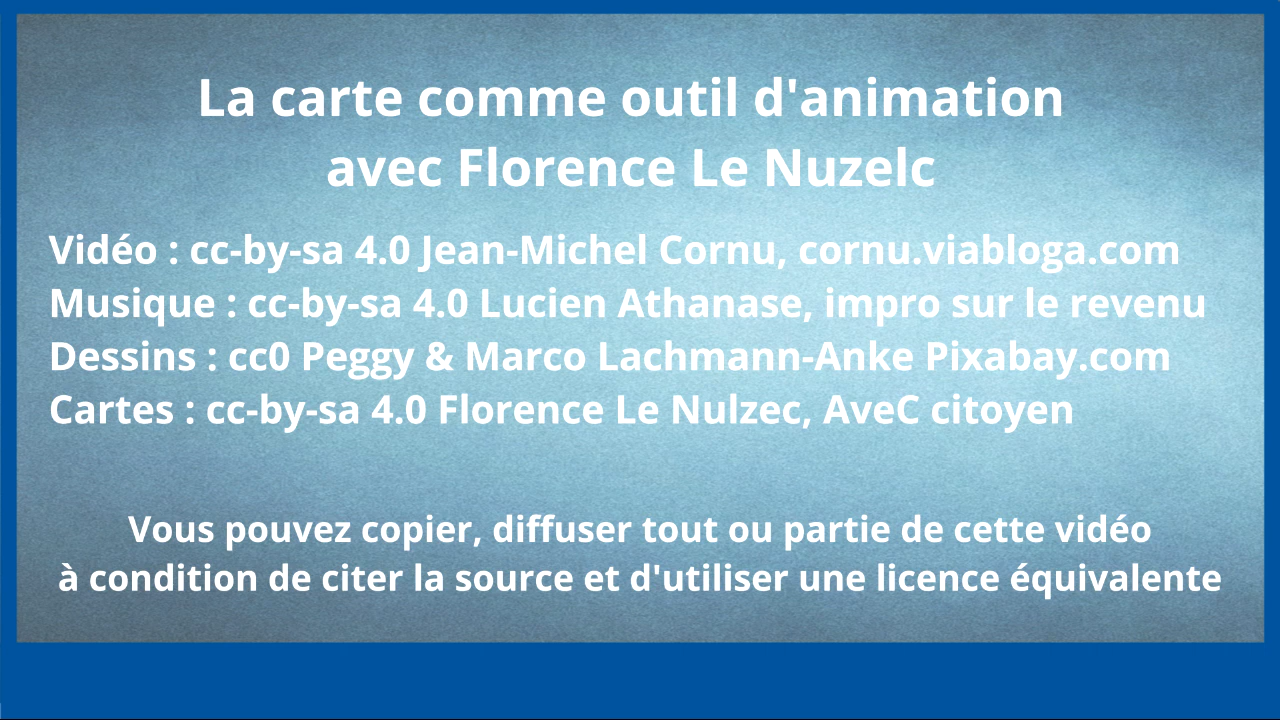 La carte comme outil d'animation
avec Florence Le Nuzelc
Vidéo : cc-by-sa 4.0 Jean-Michel Cornu, cornu.viabloga.com
Musique : cc-by-sa 4.0 Lucien Athanase, impro sur le revenu
Dessins : cc0 Peggy & Marco Lachmann-Anke Pixabay.com
Cartes : cc-by-sa 4.0 Florence Le Nulzec, AveC citoyen
Vous pouvez copier, diffuser tout ou partie de cette vidéo
à condition de citer la source et d'utiliser une licence équivalente